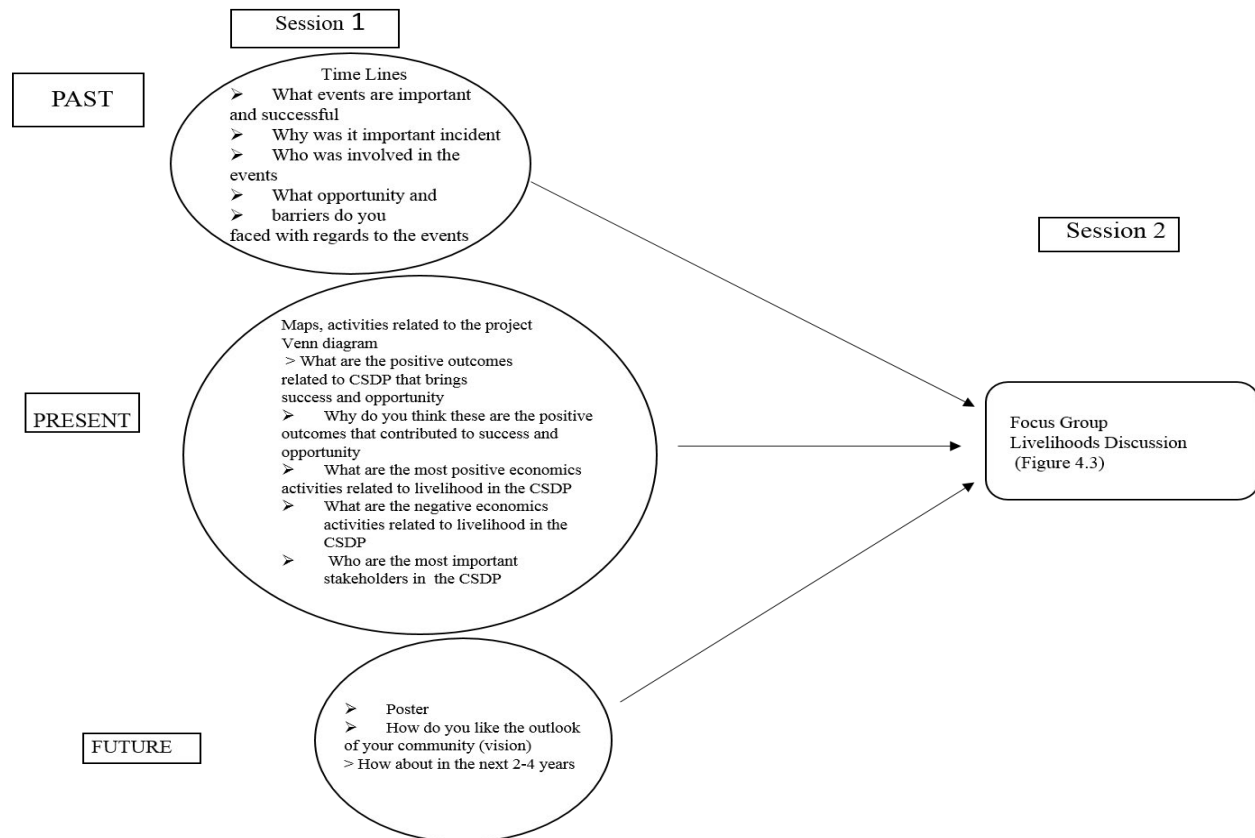 Session 1
PAST
Time Lines
➢ What events are important
and successful
➢ Why was it important incident
➢ Who was involved in the
events
➢ What opportunity and
➢ barriers do you
faced with regards to the events
Session 2
PRESENT
Maps, activities related to the project
Venn diagram
> What are the positive outcomes
related to CSDP that brings
success and opportunity
➢ Why do you think these are the positive
outcomes that contributed to success and
opportunity
➢ What are the most positive economics
activities related to livelihood in the CSDP
➢ What are the negative economics
activities related to livelihood in the
CSDP
➢ Who are the most important
stakeholders in the CSDP
Focus Group
Livelihoods Discussion
(Figure 4.3)
FUTURE
➢ Poster
➢ How do you like the outlook
of your community (vision)
> How about in the next 2-4 years